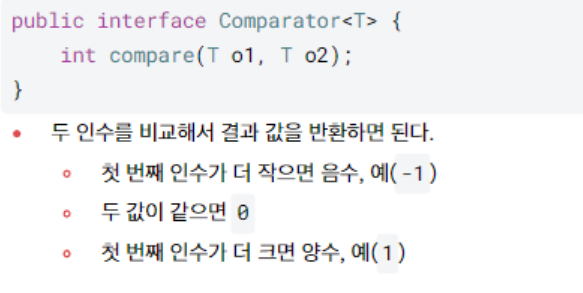 public interface Comparator<T> {
    int compare(T o1, T o2);
}
• 두 인수를 비교해서 결과 값을 반환하면 된다.
◦ 첫 번째 인수가 더 작으면 음수, 예( -1 )
◦ 두 값이 같으면 0
◦ 첫 번째 인수가 더 크면 양수, 예( 1 )